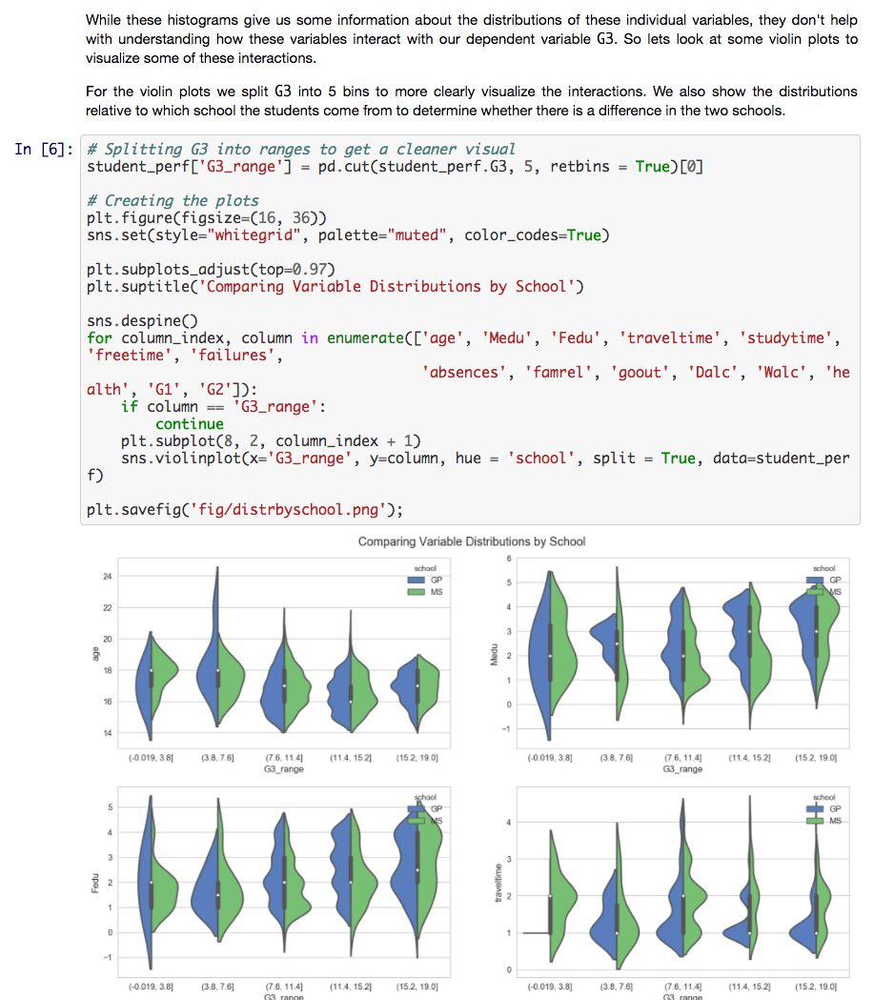 While these histograms give us some information about the distributions of these individual variables, they don't help
with understanding how these variables interact with our dependent variable G3. So lets look at some violin plots to
visualize some of these interactions.
For the violin plots we split G3 into 5 bins to more clearly visualize the interactions. We also show the distributions
relative to which school the students come from to determine whether there is a difference in the two schools.
In [6]:
# Splitting G3 into ranges to get a cleaner visual
student_perf['G3_range'] = pd.cut(student_perf.G3, 5, retbins = True)[0]
# Creating the plots
plt.figure(figsize=(16, 36))
sns.set(style="whitegrid", palette="muted", color_codes=True)
plt.subplots_adjust(top=0.97)
plt.suptitle('Comparing Variable Distributions by School')
sns.despine()
for column_index, column in enumerate(['age', 'Medu', 'Fedu', 'traveltime', 'studytime',
'freetime', 'failures',
'absences', 'famrel', 'goout', 'Dalc', 'Walc', 'he
alth', 'G1', 'G2']):
if column == 'G3_range':
continue
plt.subplot(8, 2, column_index + 1)
sns.violinplot(x='G3_range', y=column, hue = 'school', split = True, data=student_per
f)
plt.savefig('fig/distrbyschool.png');
Comparing Variable Distributions by School
24
22
20
18
16
14
age
school
GP
MS
(-0.019, 3.8]
(3.8, 7.6]
(7.6, 11.4]
(11.4, 15.2]
(15.2, 19.0]
G3_range
6
5
4
3
2
1
0
-1
Medu
school
GP
MS
(-0.019, 3.8]
(3.8, 7.6]
(7.6, 11.4]
(11.4, 15.2]
(15.2, 19.0]
G3_range
5
4
3
2
1
0
-1
Fedu
school
GP
MS
(-0.019, 3.8]
(3.8, 7.6]
(7.6, 11.4]
(11.4, 15.2]
(15.2, 19.0]
G3_range
4
3
2
1
0
traveltime
school
GP
MS
(-0.019, 3.8]
(3.8, 7.6]
(7.6, 11.4]
(11.4, 15.2]
(15.2, 19.0]
G3_range